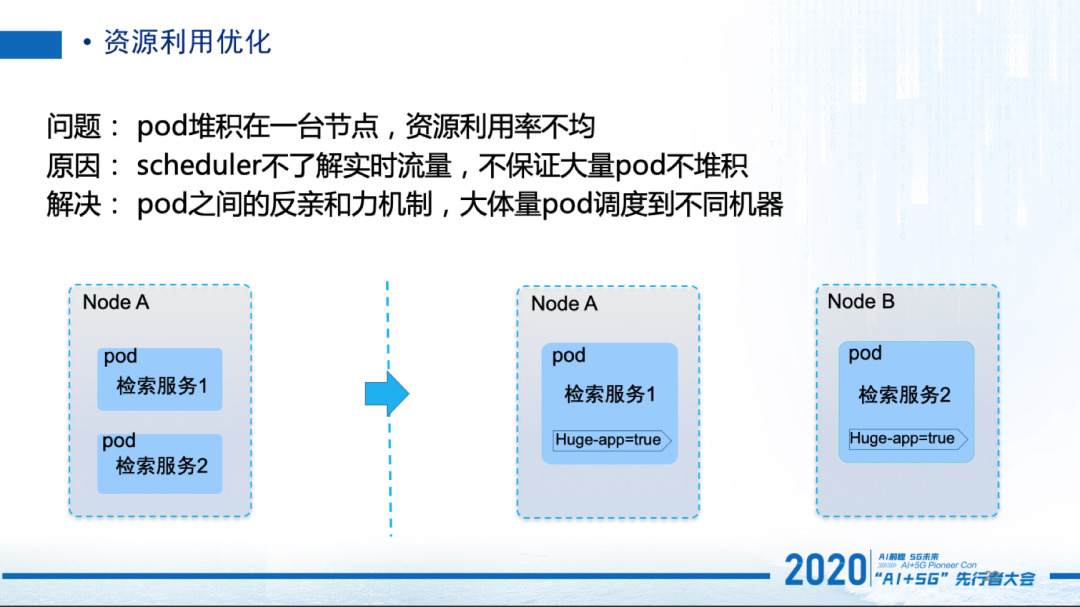 • 资源利用优化
问题： pod堆积在一台节点，资源利用率不均
原因： scheduler不了解实时流量，不保证大量pod不堆积
解决： pod之间的反亲和力机制，大体量pod调度到不同机器
Node A
pod
检索服务1
pod
检索服务2
Node A
pod
检索服务1
Huge-app=true
Node B
pod
检索服务2
Huge-app=true
2020
AI解瞻 5G未来
AI+5G Pioneer Con
“AI+5G” 先行者大会